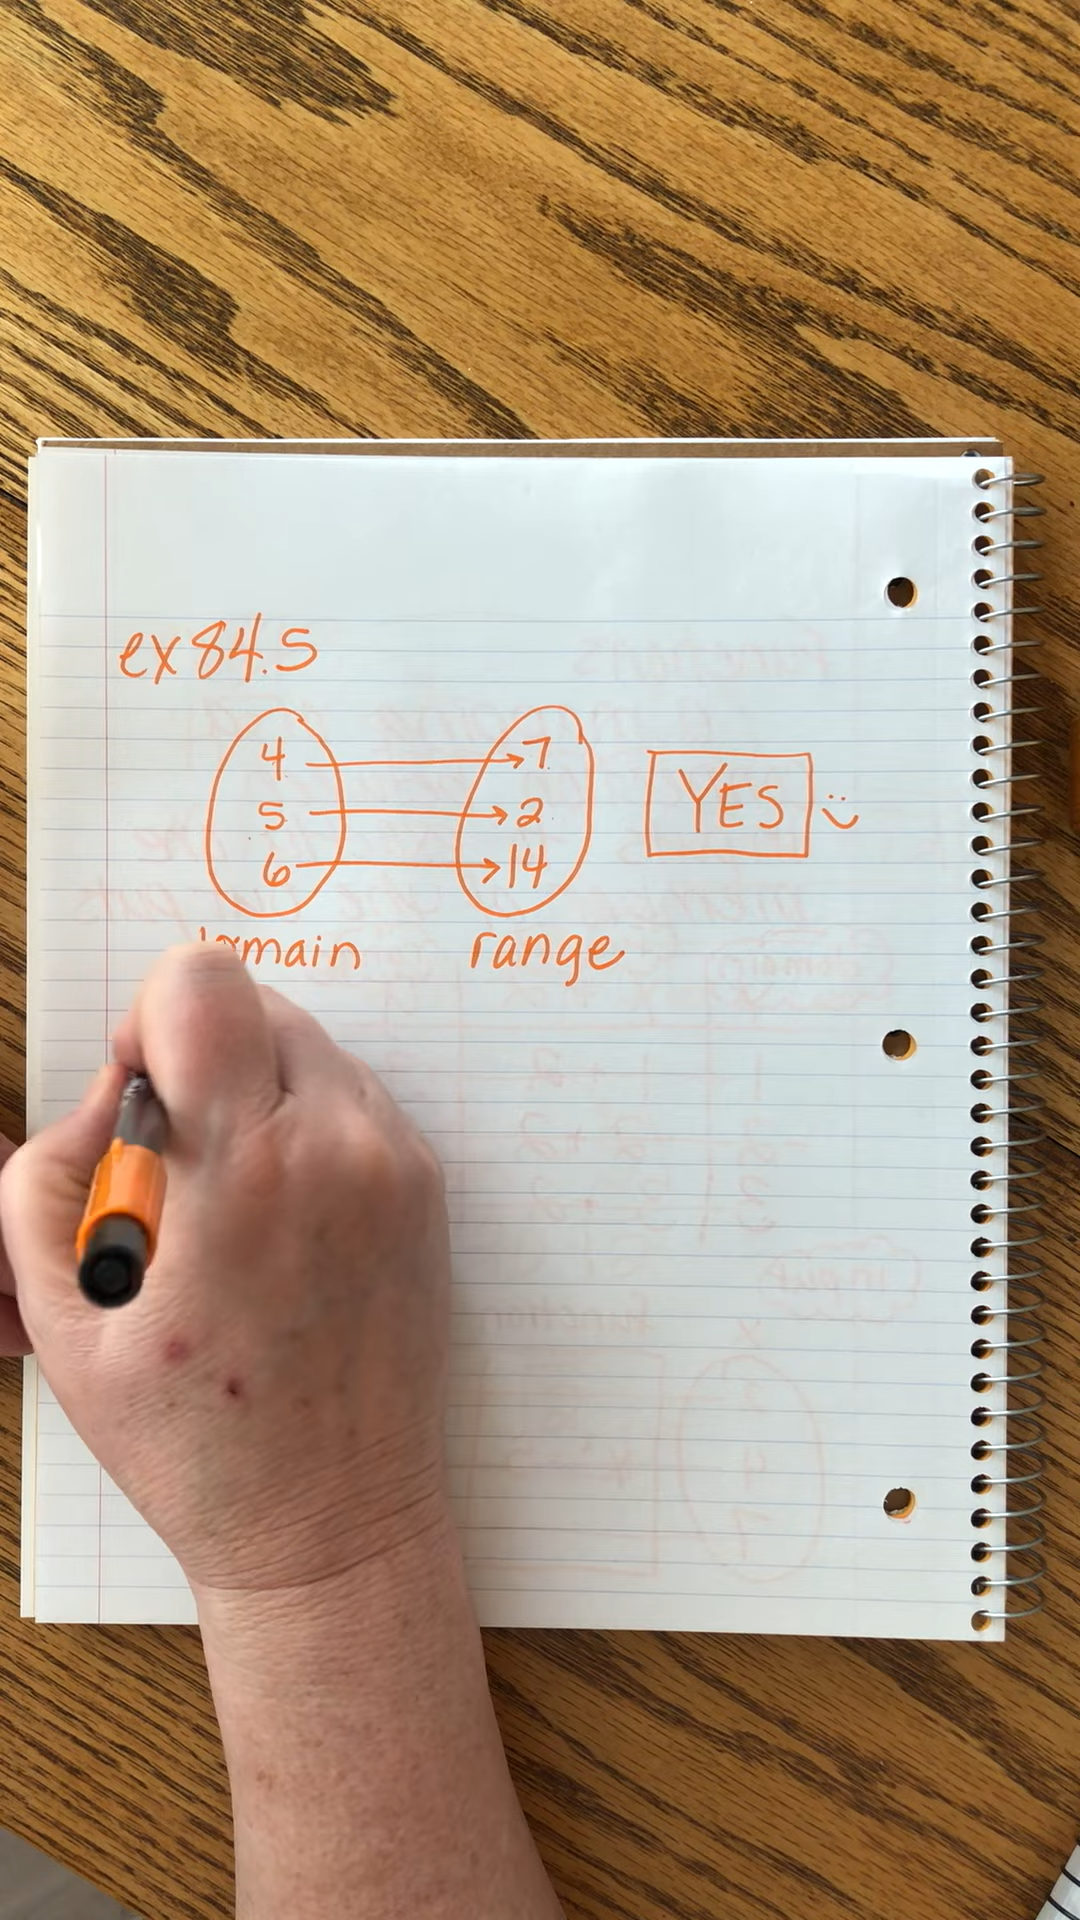 ex 84.5
4 → 7
5 → 2
6 → 14
YES
range